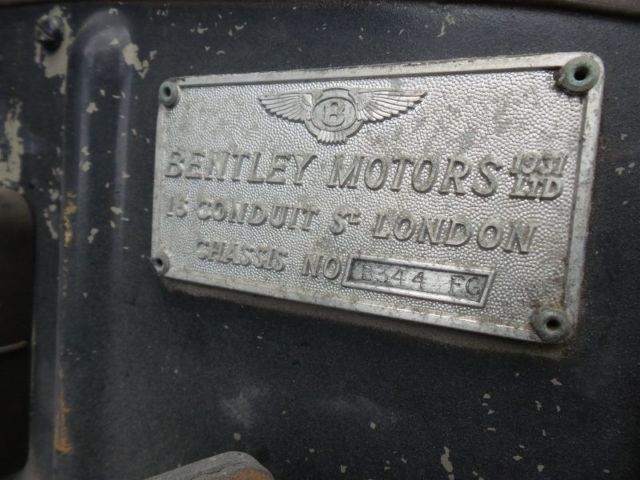 B
BENTLEY MOTORS 1931 LTD
15 CONDUIT ST. LONDON
CHASSIS NO B344 FC